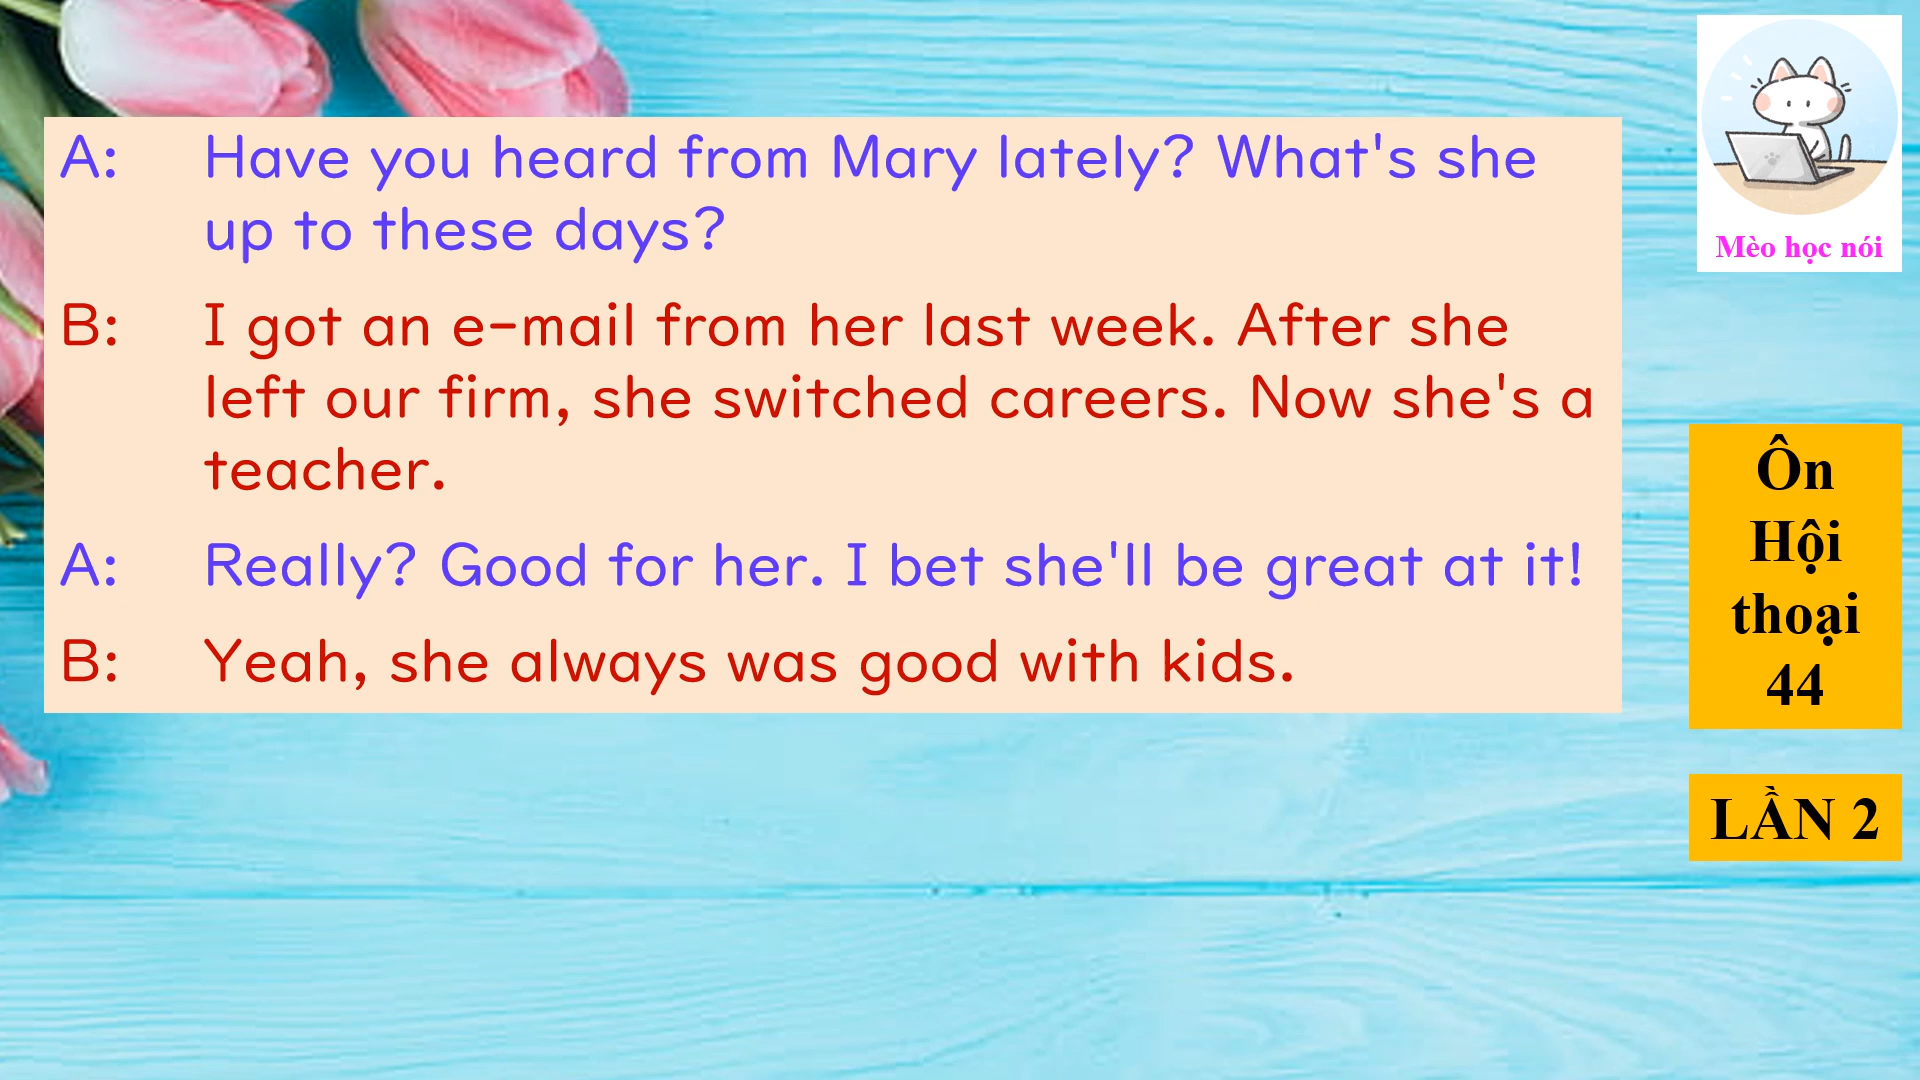 A: Have you heard from Mary lately? What's she
up to these days?
B: I got an e-mail from her last week. After she
left our firm, she switched careers. Now she's a
teacher.
A: Really? Good for her. I bet she'll be great at it!
B: Yeah, she always was good with kids.
Mèo học nói
Ôn
Hội
thoại
44
LẦN 2